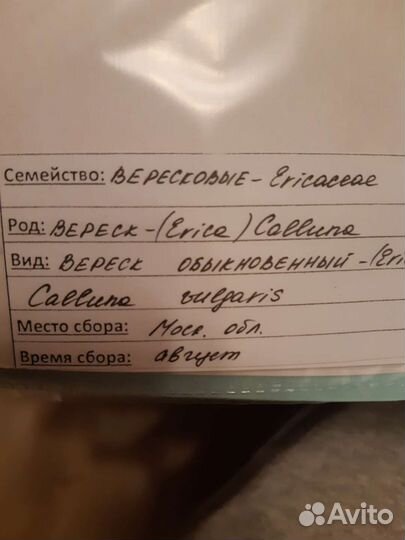 Семейство: ВЕРЕСКОВЫЕ - Ericaceae
Род: ВЕРЕСК - (Erica) Calluna
Вид: ВЕРЕСК ОБЫКНОВЕННЫЙ - (Eri
Calluna vulgaris
Место сбора: Моск. обл.
Время сбора: август
Avito